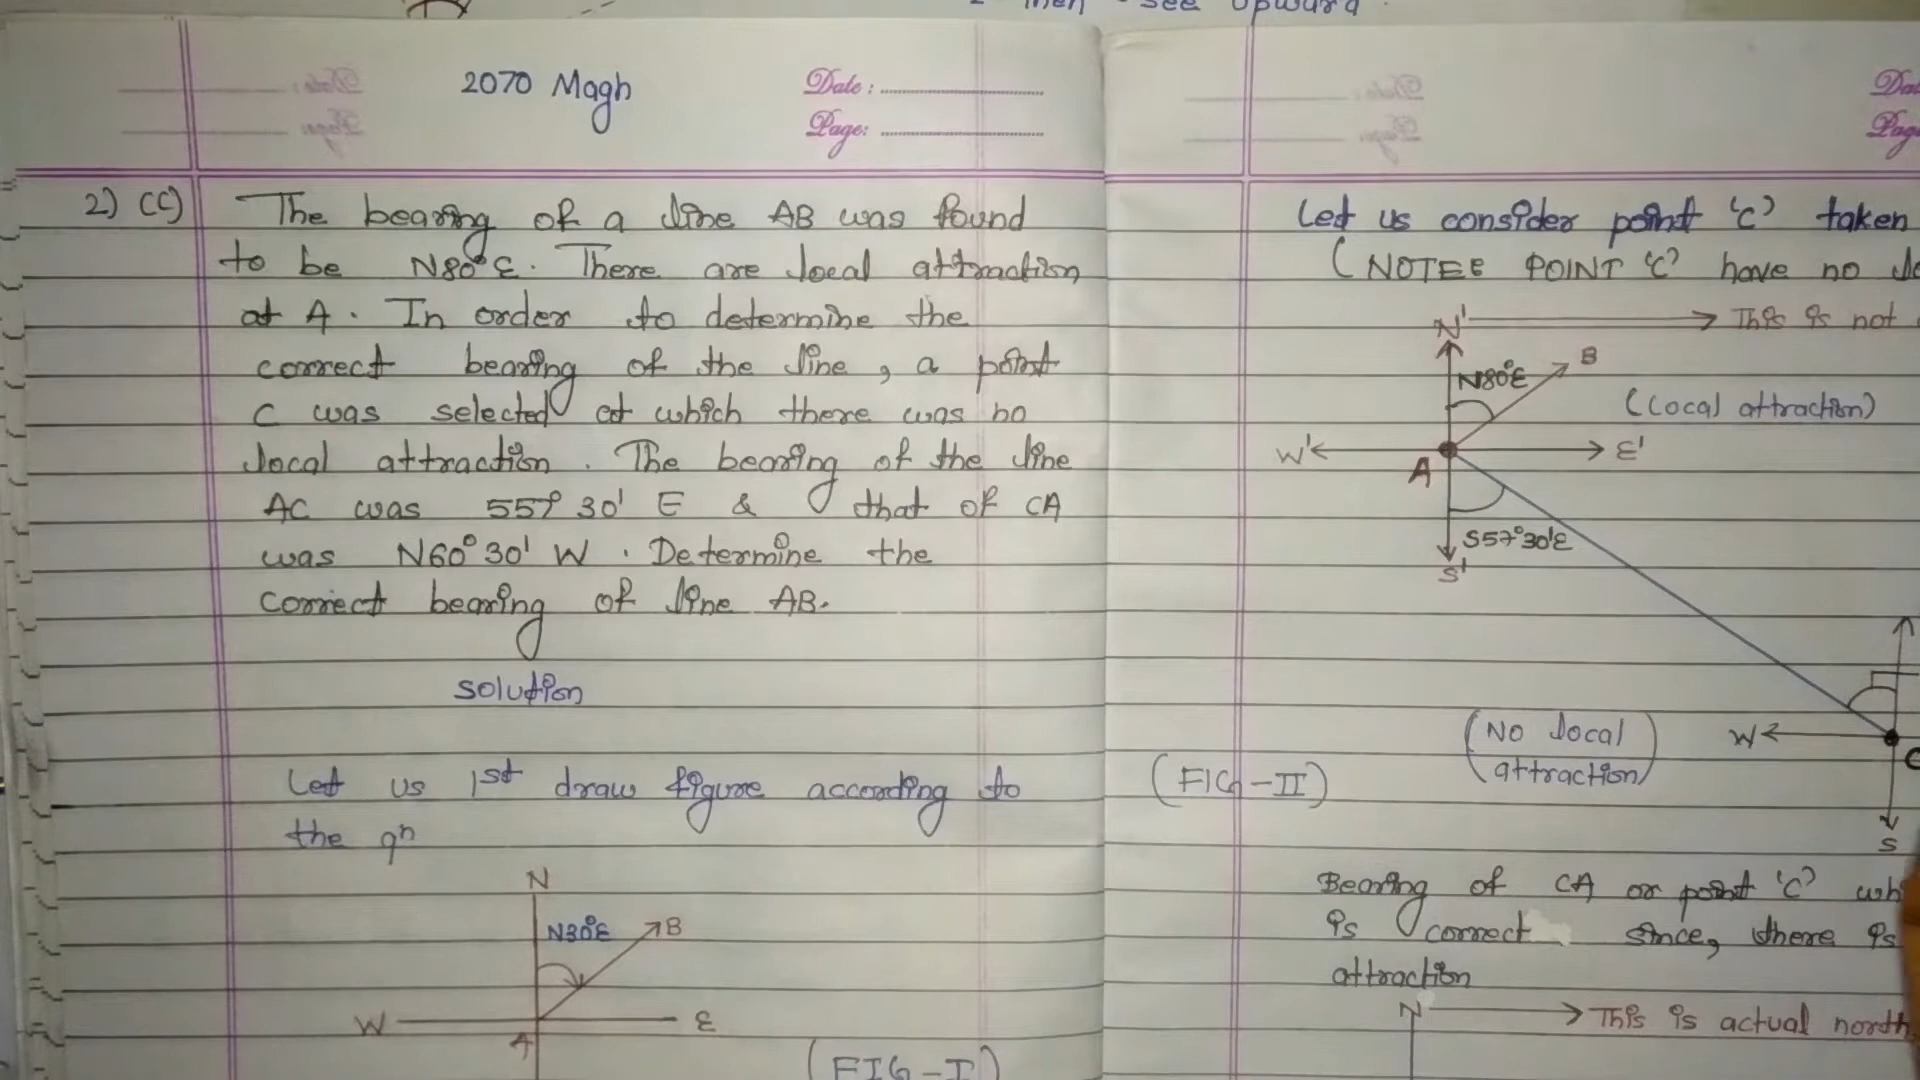 Then see upward
2070 Magh
Date:
Page:
2) (C) The bearing of a line AB was found
to be N80°E. There are local attraction
at A. In order to determine the
correct bearing of the line, a point
C was selected at which there was no
local attraction. The bearing of the line
AC was 557° 30' E & that of CA
was N60°30' W. Determine the
correct bearing of line AB.
solution
Let us 1st draw figure according to
the qn
N
N30°E
B
W
E
A
(FIG-I)
Let us consider point 'C' taken
(NOTEE POINT 'C' have no
N'
This is not
B
N80°E
(Local attraction)
W'
E'
A
S57°30'E
S'
(No local
attraction)
W
C
S
(FIG-II)
Bearing of CA or point 'C'
is correct since, there is
attraction
N
This is actual north